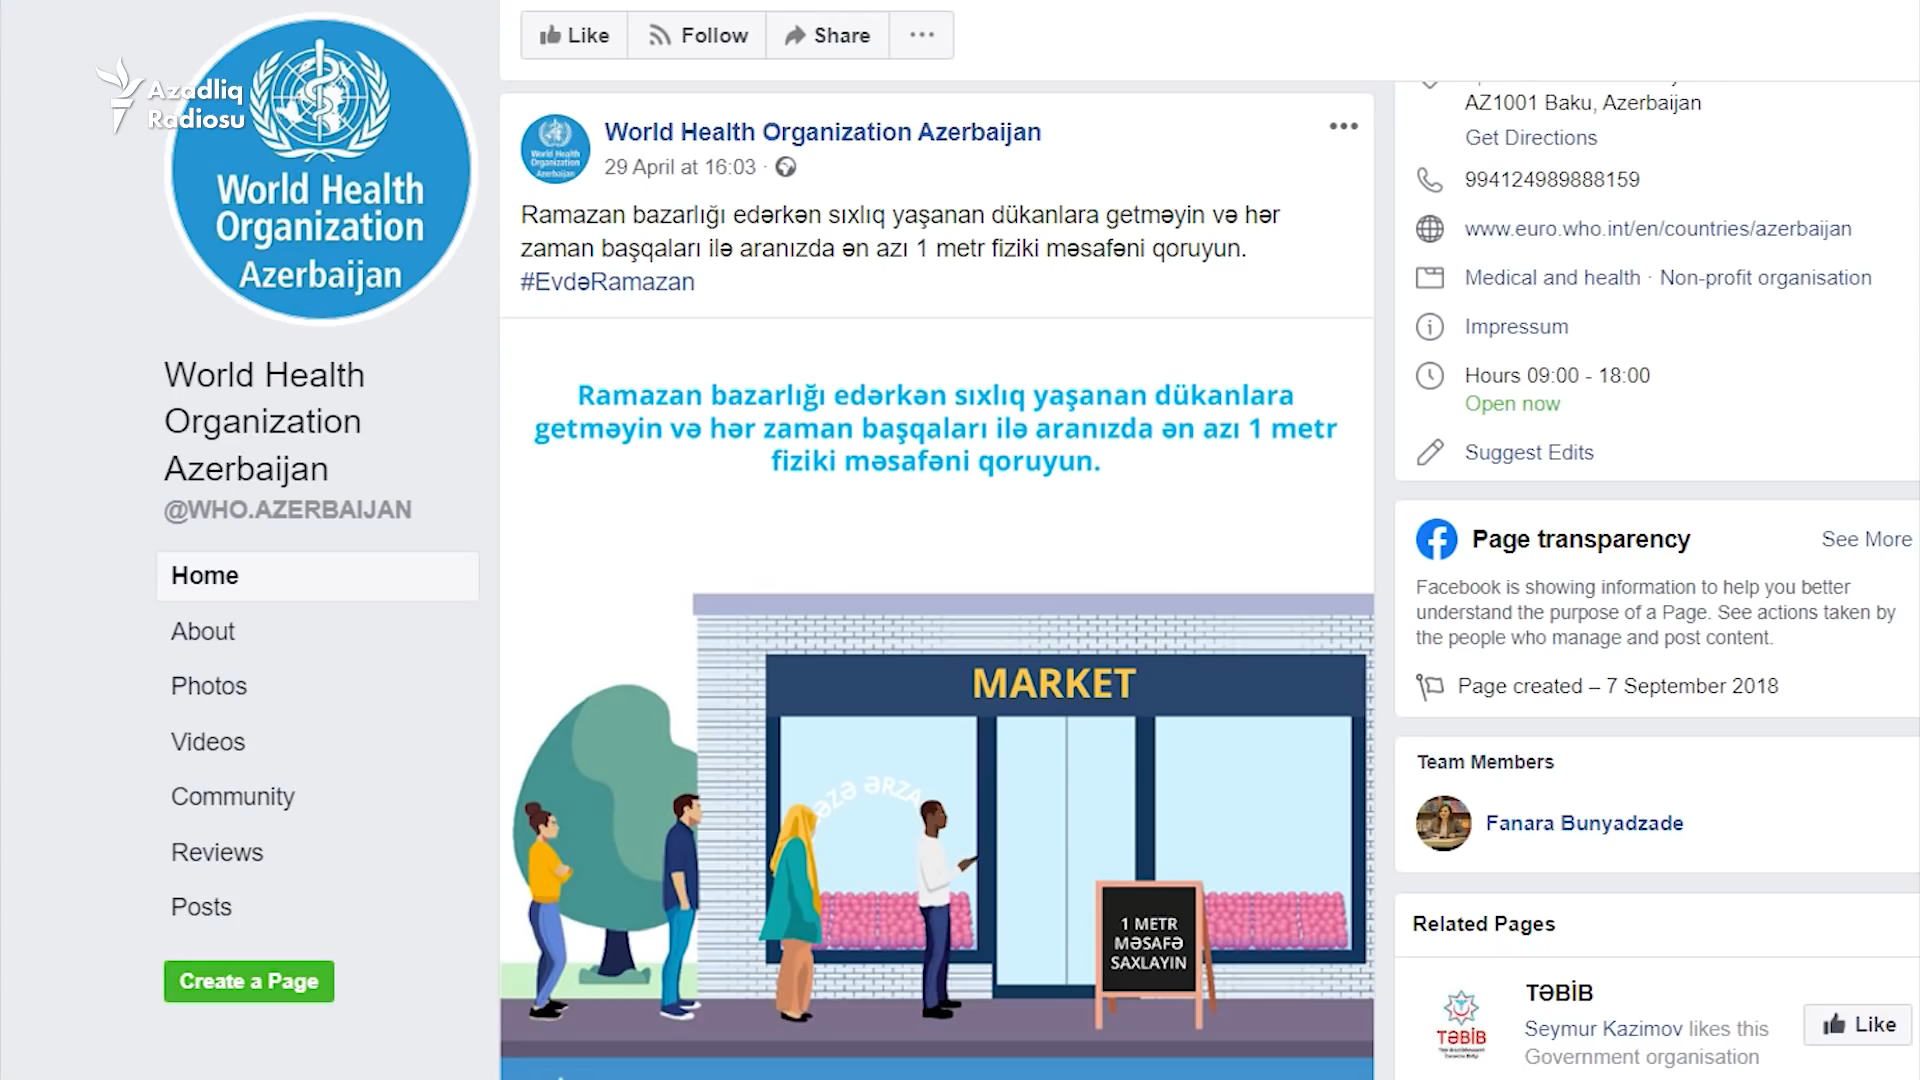 Azadlıq
Radiosu
World Health
Organization
Azerbaijan
World Health
Organization
Azerbaijan
@WHO.AZERBAIJAN
Home
About
Photos
Videos
Community
Reviews
Posts
Create a Page
Like
Follow
Share
World Health Organization Azerbaijan
29 April at 16:03 ·
World Health
Organization
Azerbaijan
Ramazan bazarlığı edərkən sıxlıq yaşanan dükanlara getməyin və hər
zaman başqaları ilə aranızda ən azı 1 metr fiziki məsafəni qoruyun.
#EvdəRamazan
Ramazan bazarlığı edərkən sıxlıq yaşanan dükanlara
getməyin və hər zaman başqaları ilə aranızda ən azı 1 metr
fiziki məsafəni qoruyun.
MARKET
1 METR
MƏSAFƏ
SAXLAYIN
AZ1001 Baku, Azerbaijan
Get Directions
994124989888159
www.euro.who.int/en/countries/azerbaijan
Medical and health · Non-profit organisation
Impressum
Hours 09:00 - 18:00
Open now
Suggest Edits
Page transparency
See More
Facebook is showing information to help you better
understand the purpose of a Page. See actions taken by
the people who manage and post content.
Page created – 7 September 2018
Team Members
Fanara Bunyadzade
Related Pages
TƏBİB
TƏBİB
Seymur Kazimov likes this
Government organisation
Like